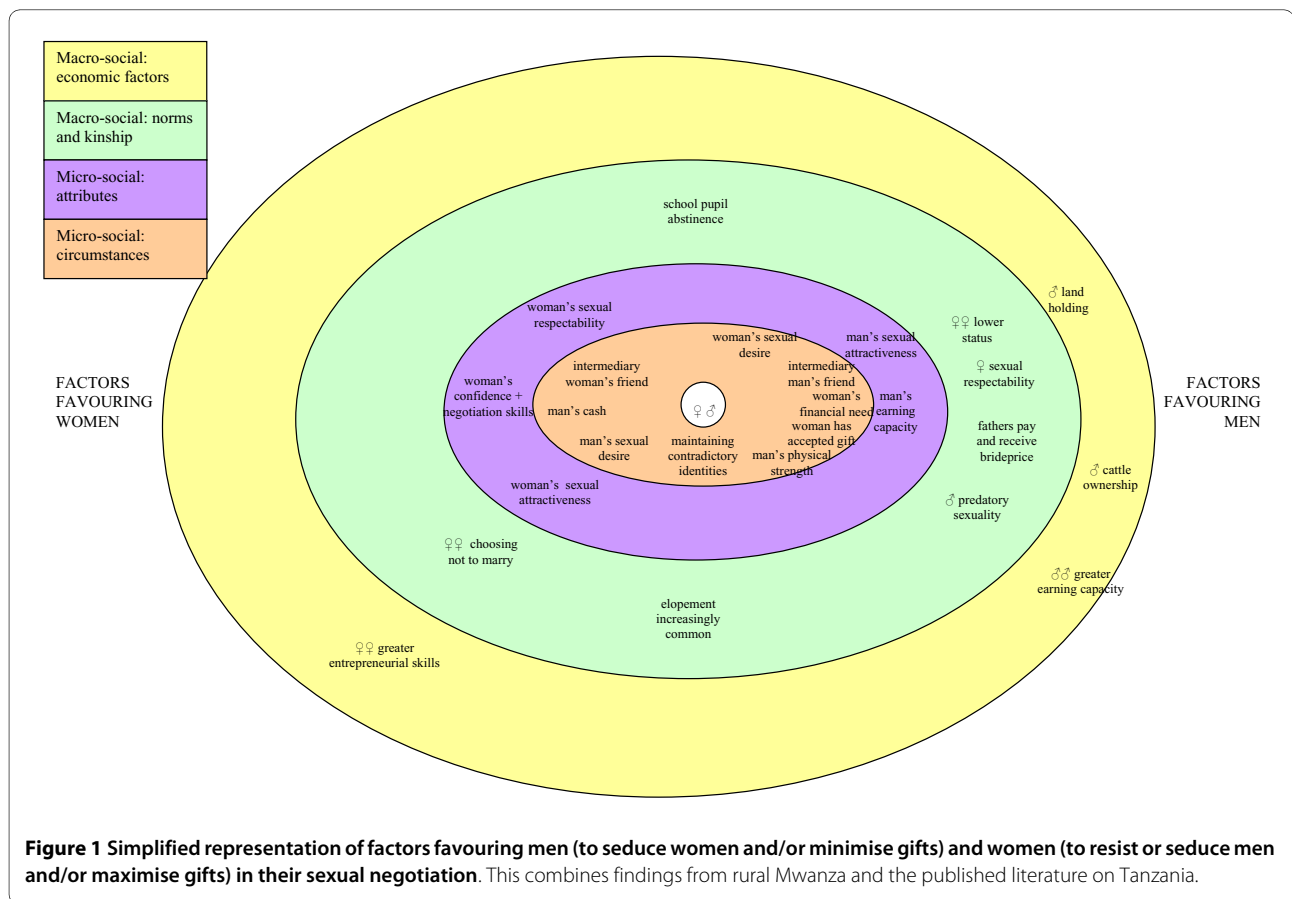 Macro-social:
economic factors
Macro-social: norms
and kinship
Micro-social:
attributes
Micro-social:
circumstances
FACTORS
FAVOURING
WOMEN
FACTORS
FAVOURING
MEN
school pupil
abstinence
♂ land
holding
woman's sexual
respectability
♀♀ lower
status
woman's sexual
desire
man's sexual
attractiveness
intermediary
woman's friend
intermediary
man's friend
♀ sexual
respectability
woman's
confidence +
negotiation skills
man's cash
♀♂
woman's
financial need
man's
earning
capacity
woman has
accepted gift
fathers pay
and receive
brideprice
man's sexual
desire
maintaining
contradictory
identities
man's physical
strength
♂ cattle
ownership
woman's sexual
attractiveness
♂ predatory
sexuality
♀♀ choosing
not to marry
♂♂ greater
earning capacity
elopement
increasingly
common
♀♀ greater
entrepreneurial skills
Figure 1 Simplified representation of factors favouring men (to seduce women and/or minimise gifts) and women (to resist or seduce men
and/or maximise gifts) in their sexual negotiation. This combines findings from rural Mwanza and the published literature on Tanzania.